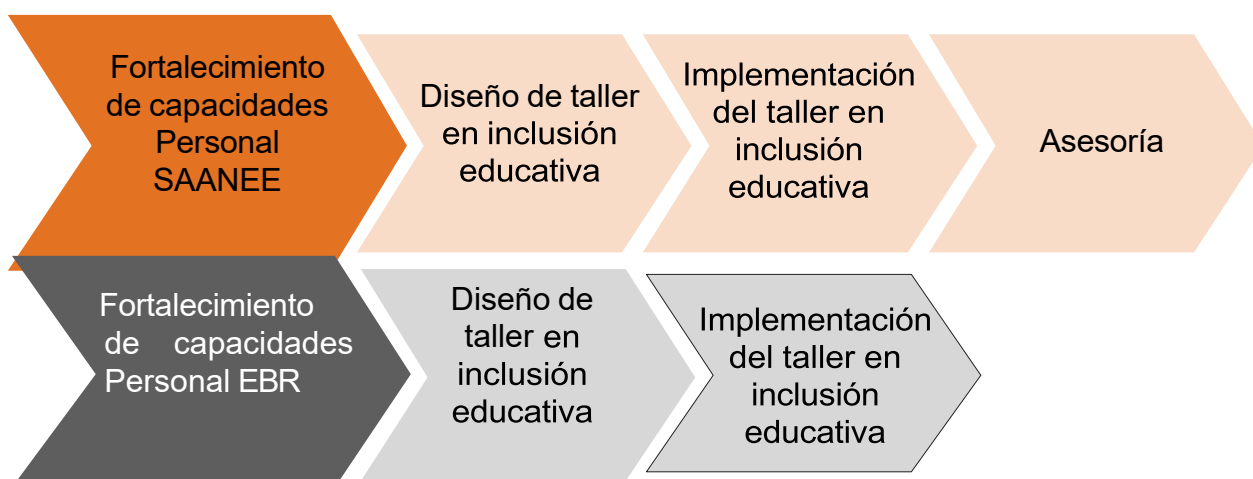 Fortalecimiento
de capacidades
Personal
SAANEE
Diseño de taller
en inclusión
educativa
Implementación
del taller en
inclusión
educativa
Asesoría
Fortalecimiento
de capacidades
Personal EBR
Diseño de
taller en
inclusión
educativa
Implementación
del taller en
inclusión
educativa